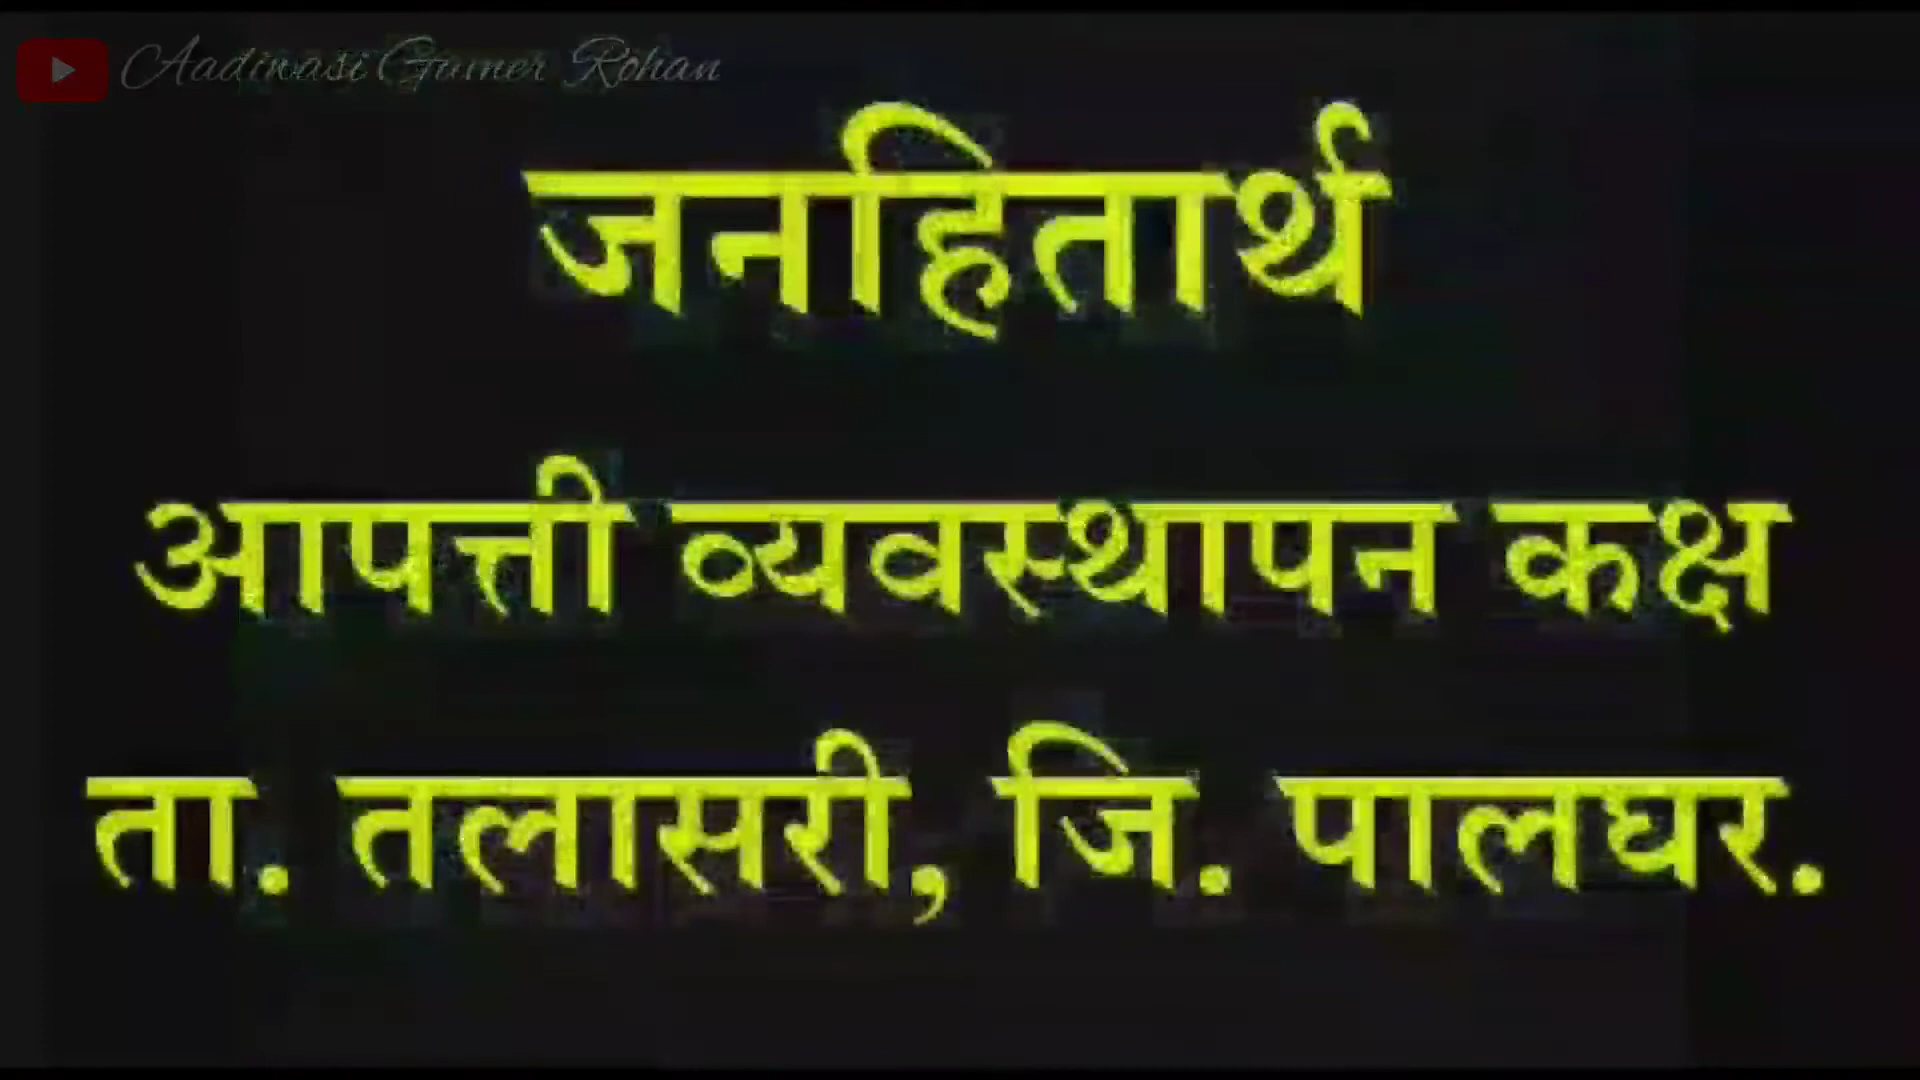 Aadiwasi Gamer Rohan
जनहितार्थ
आपत्ती व्यवस्थापन कक्ष
ता. तलासरी, जि. पालघर.